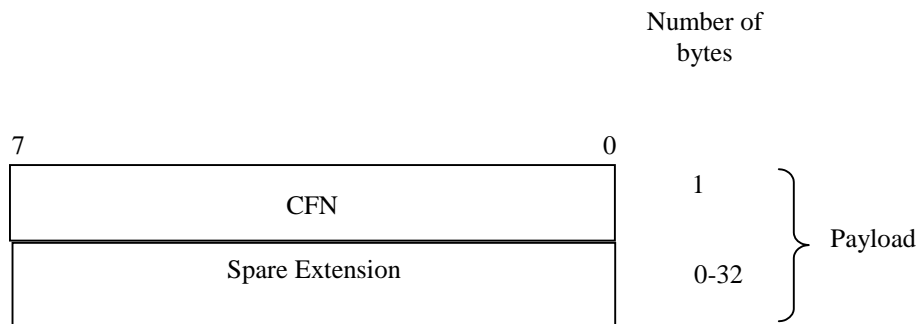 Number of
bytes
7 0
CFN 1
Spare Extension 0-32
Payload